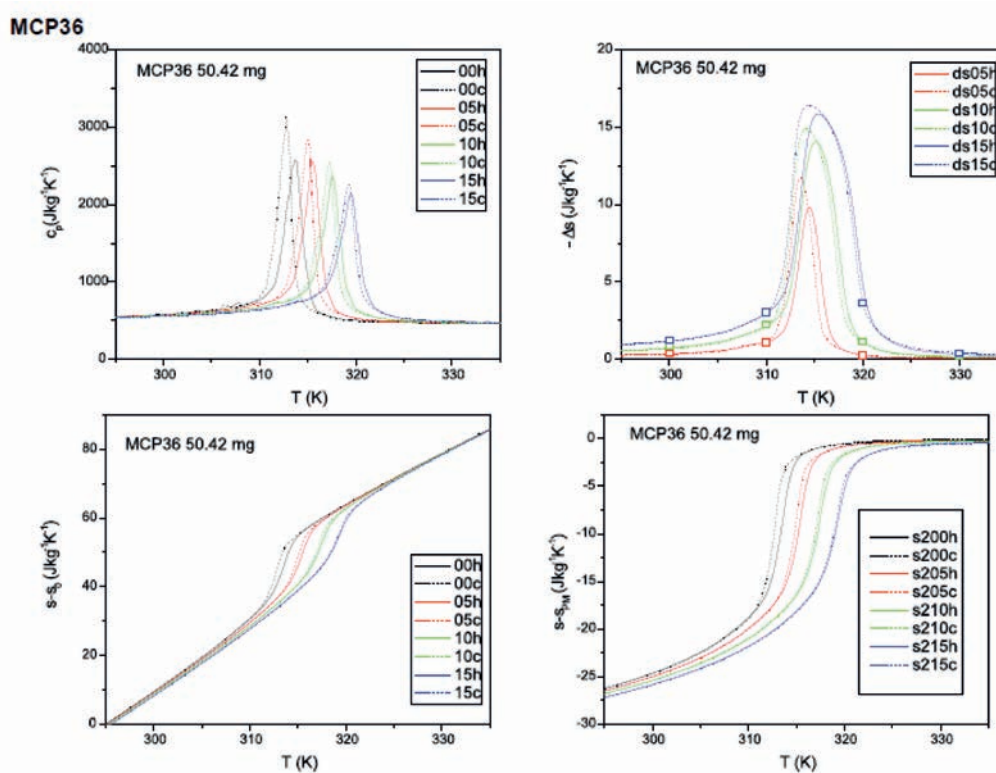 MCP36
4000
3000
2000
1000
0
cp(Jkg-1K-1)
MCP36 50.42 mg
00h
00c
05h
05c
10h
10c
15h
15c
300
310
320
330
T (K)
20
15
10
5
0
−Δs (Jkg-1K-1)
MCP36 50.42 mg
ds05h
ds05c
ds10h
ds10c
ds15h
ds15c
300
310
320
330
T (K)
80
60
40
20
0
s-s0 (Jkg-1K-1)
MCP36 50.42 mg
00h
00c
05h
05c
10h
10c
15h
15c
300
310
320
330
T (K)
0
-5
-10
-15
-20
-25
-30
s-sPM (Jkg-1K-1)
MCP36 50.42 mg
s200h
s200c
s205h
s205c
s210h
s210c
s215h
s215c
300
310
320
330
T (K)